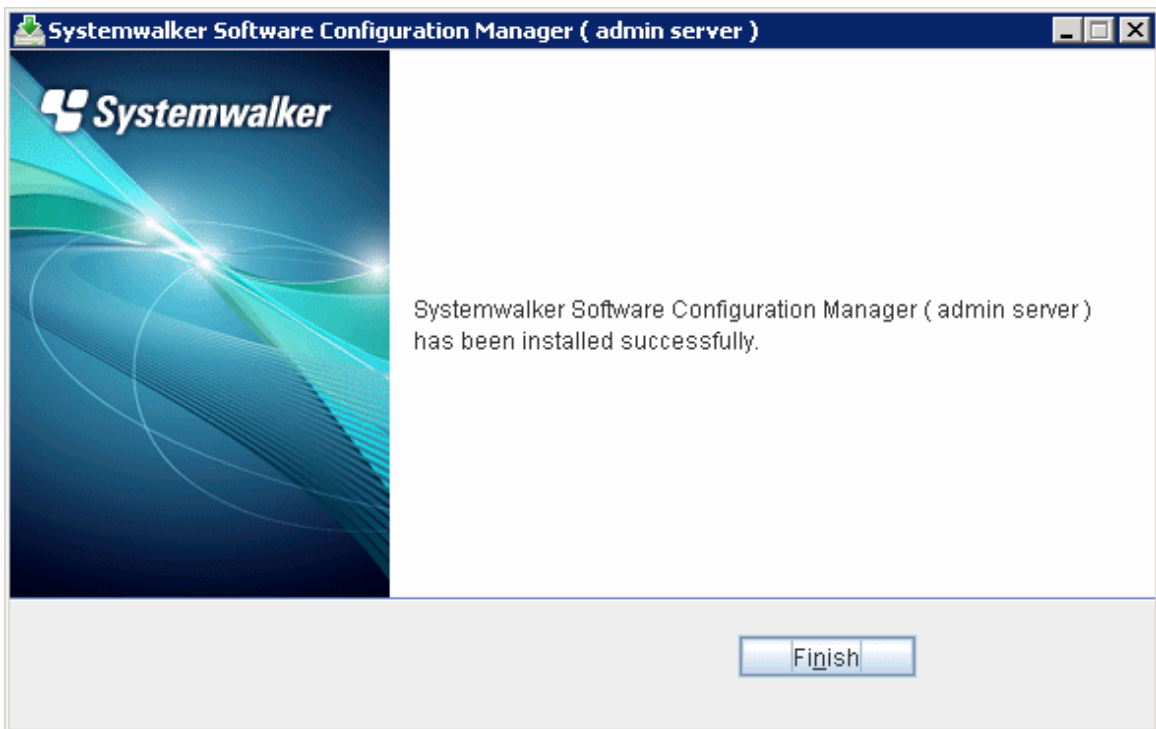 Systemwalker Software Configuration Manager ( admin server )
Systemwalker
Systemwalker Software Configuration Manager ( admin server )
has been installed successfully.
Finish